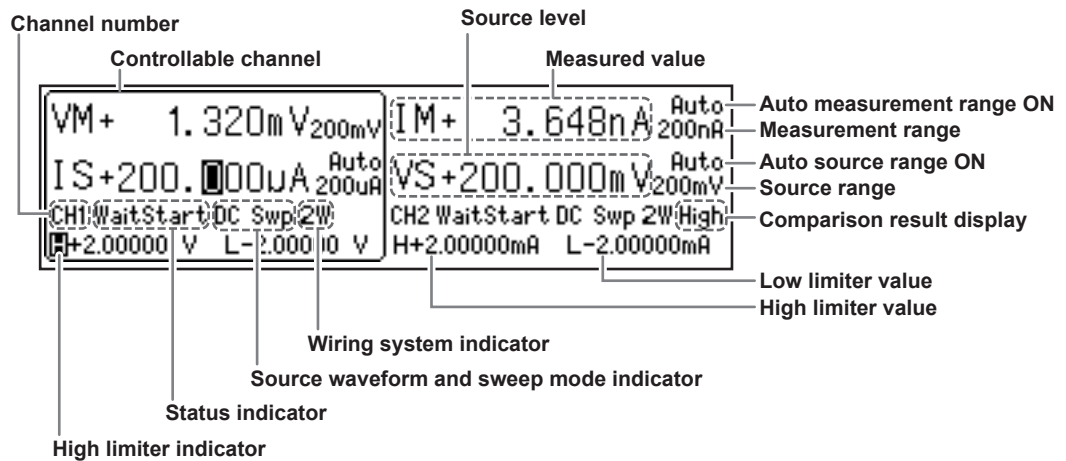 Channel number
Source level
Controllable channel
Measured value
VM+ 1.320mV 200mV
IM+ 3.648nA Auto 200nA
Auto measurement range ON
Measurement range
IS+200.000uA Auto 200uA
VS+200.000mV Auto 200mV
Auto source range ON
Source range
CH1 WaitStart DC Swp 2W
CH2 WaitStart DC Swp 2W High
Comparison result display
H+2.00000 V L-2.00000 V
H+2.00000mA L-2.00000mA
Low limiter value
High limiter value
Wiring system indicator
Source waveform and sweep mode indicator
Status indicator
High limiter indicator